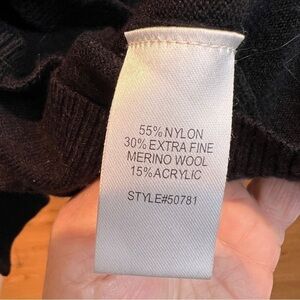 55% NYLON
30% EXTRA FINE
MERINO WOOL
15% ACRYLIC
STYLE#50781